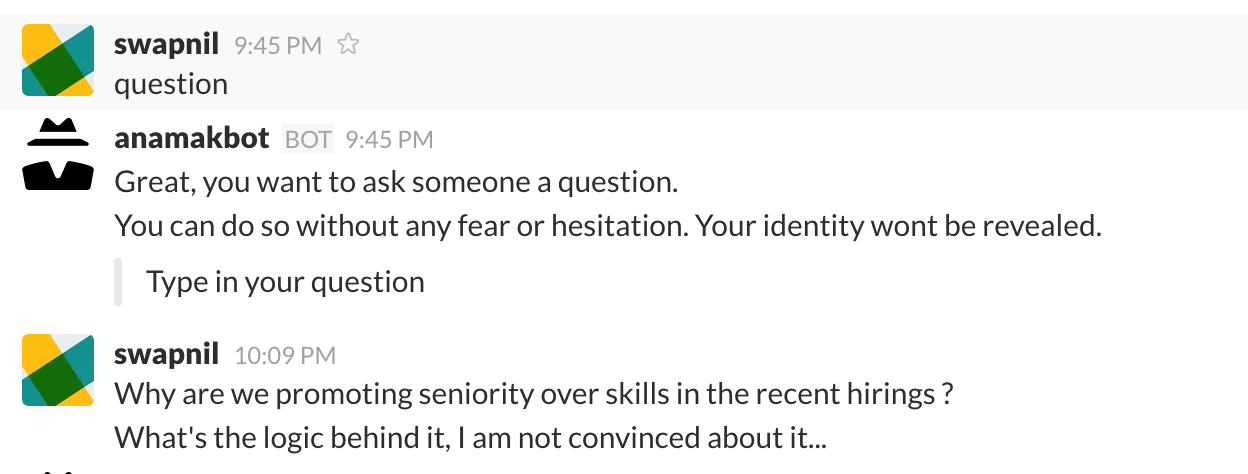 swapnil 9:45 PM
question
anamakbot BOT 9:45 PM
Great, you want to ask someone a question.
You can do so without any fear or hesitation. Your identity wont be revealed.
Type in your question
swapnil 10:09 PM
Why are we promoting seniority over skills in the recent hirings ?
What's the logic behind it, I am not convinced about it...